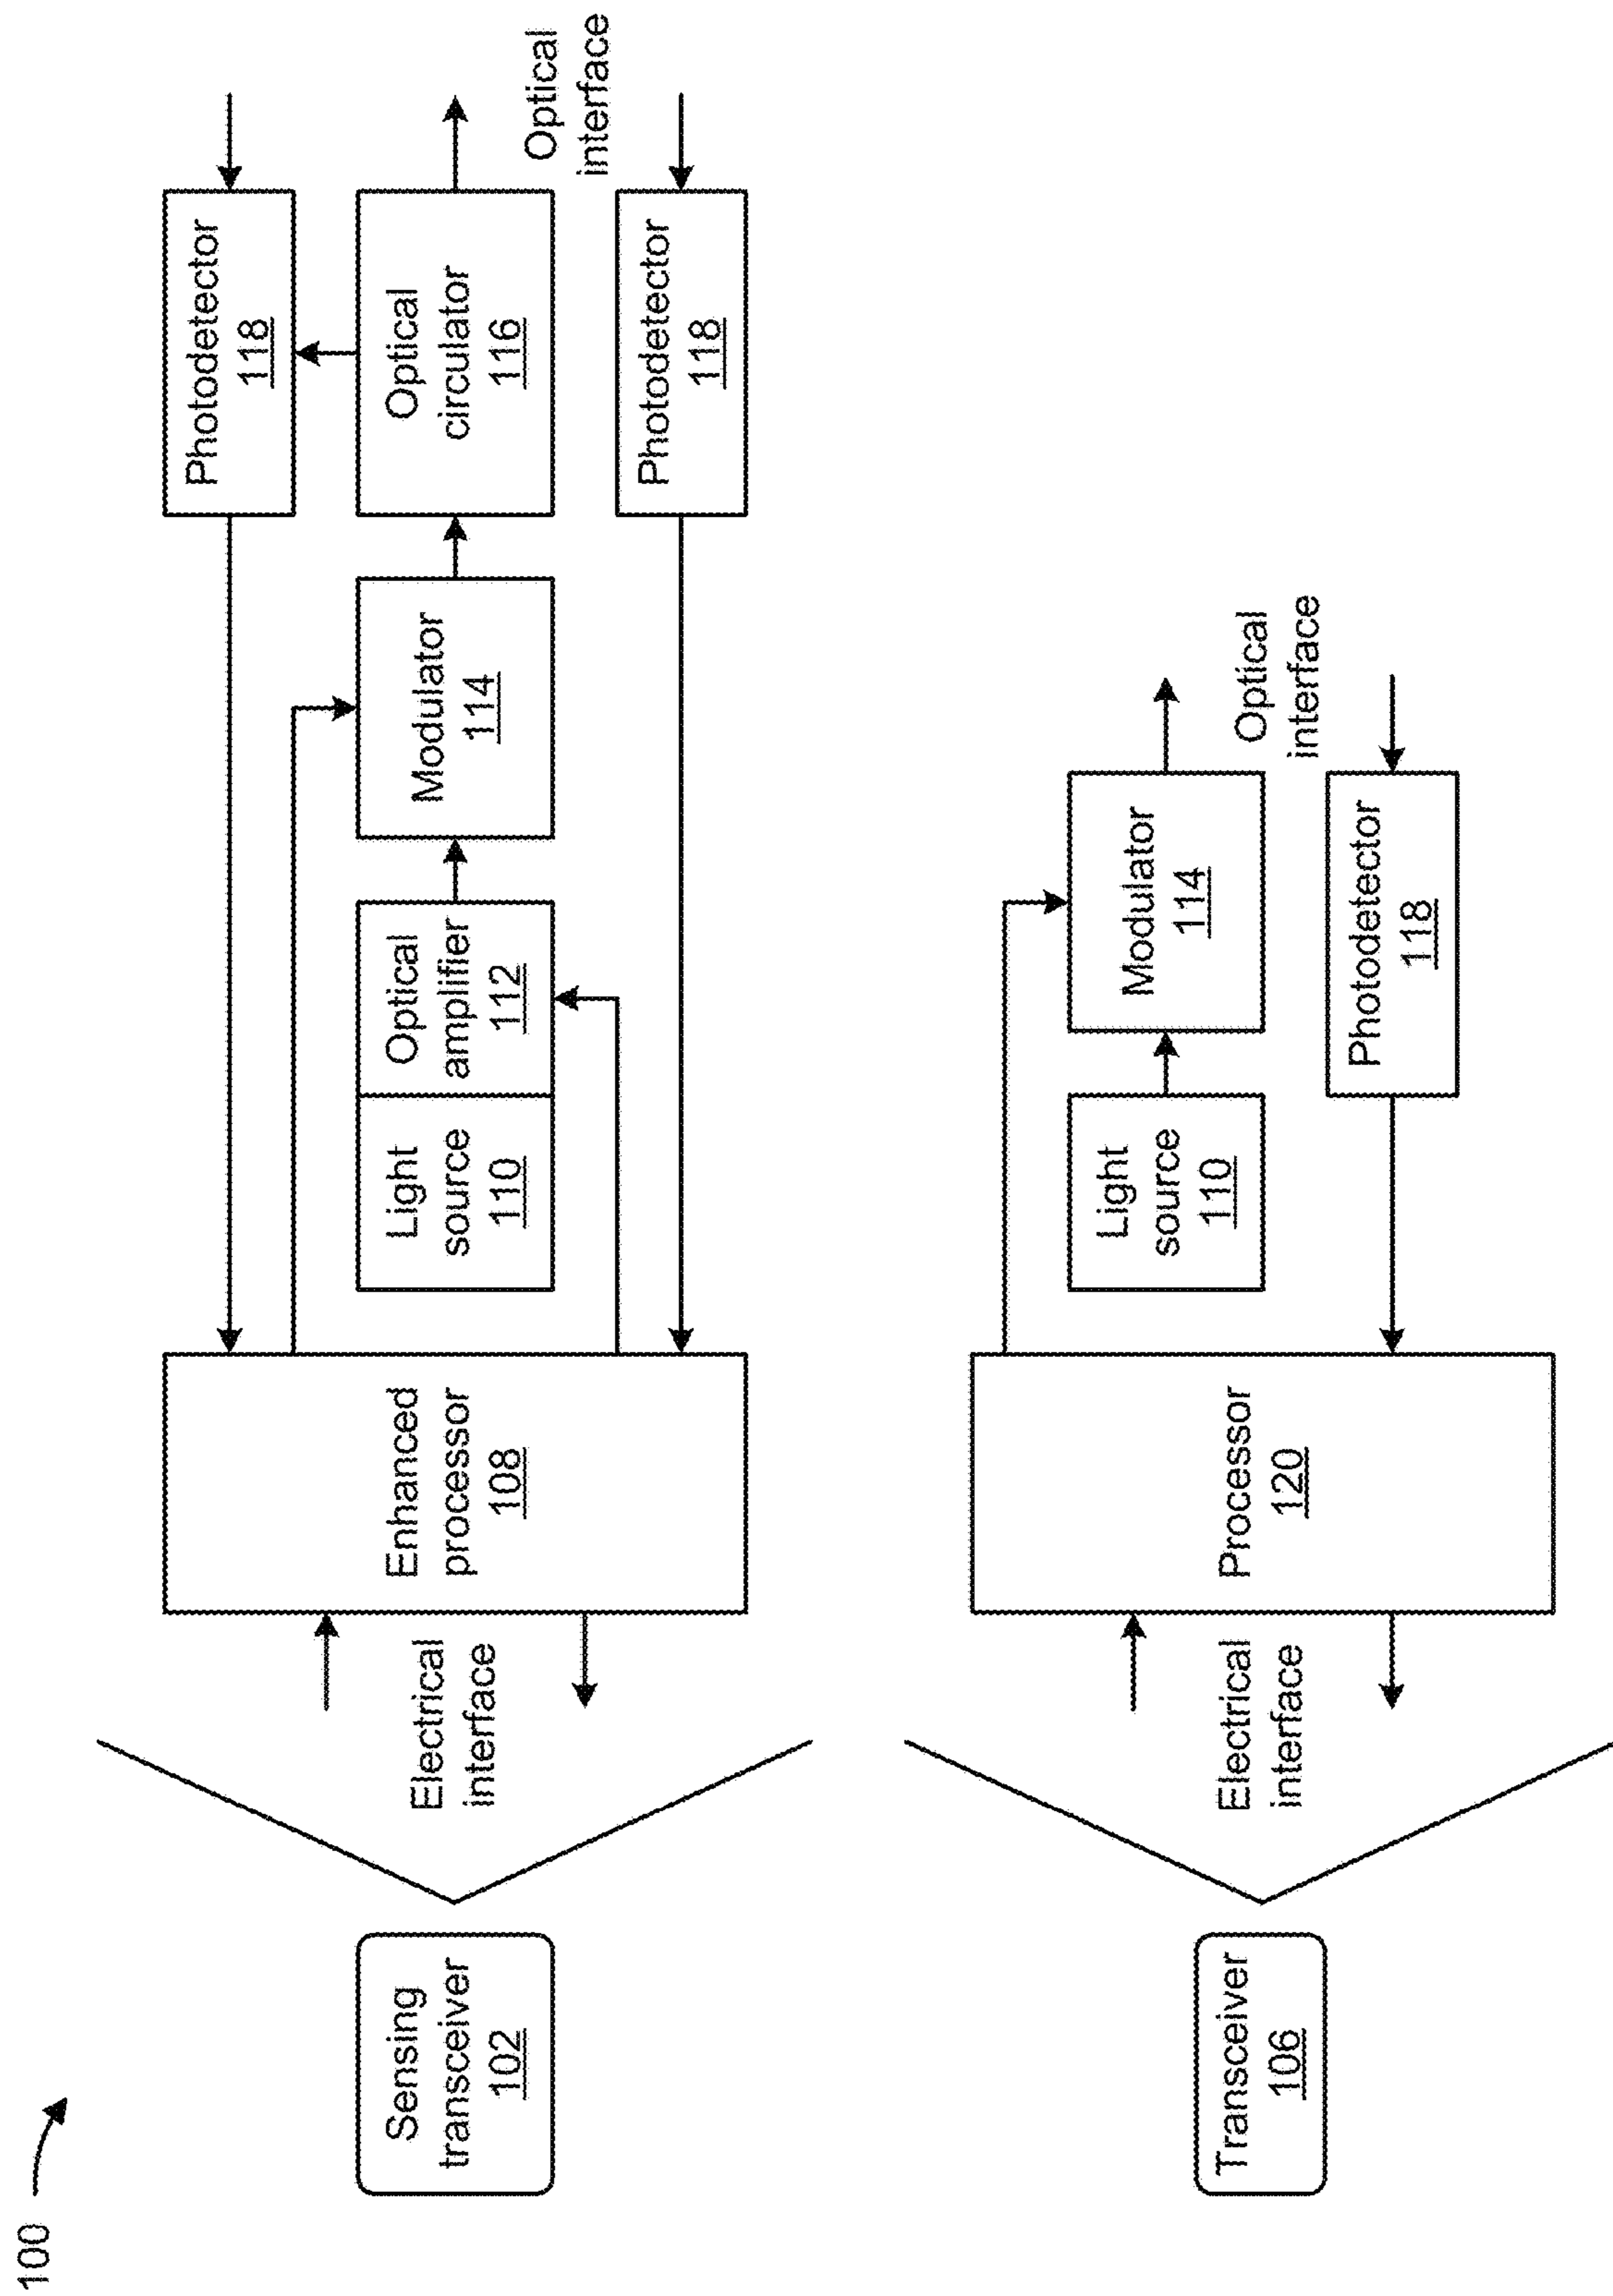 100
Sensing
transceiver
102
Electrical
interface
Enhanced
processor
108
Light
source
110
Optical
amplifier
112
Modulator
114
Photodetector
118
Optical
circulator
116
Photodetector
118
Optical
interface
Transceiver
106
Electrical
interface
Processor
120
Light
source
110
Modulator
114
Photodetector
118
Optical
interface